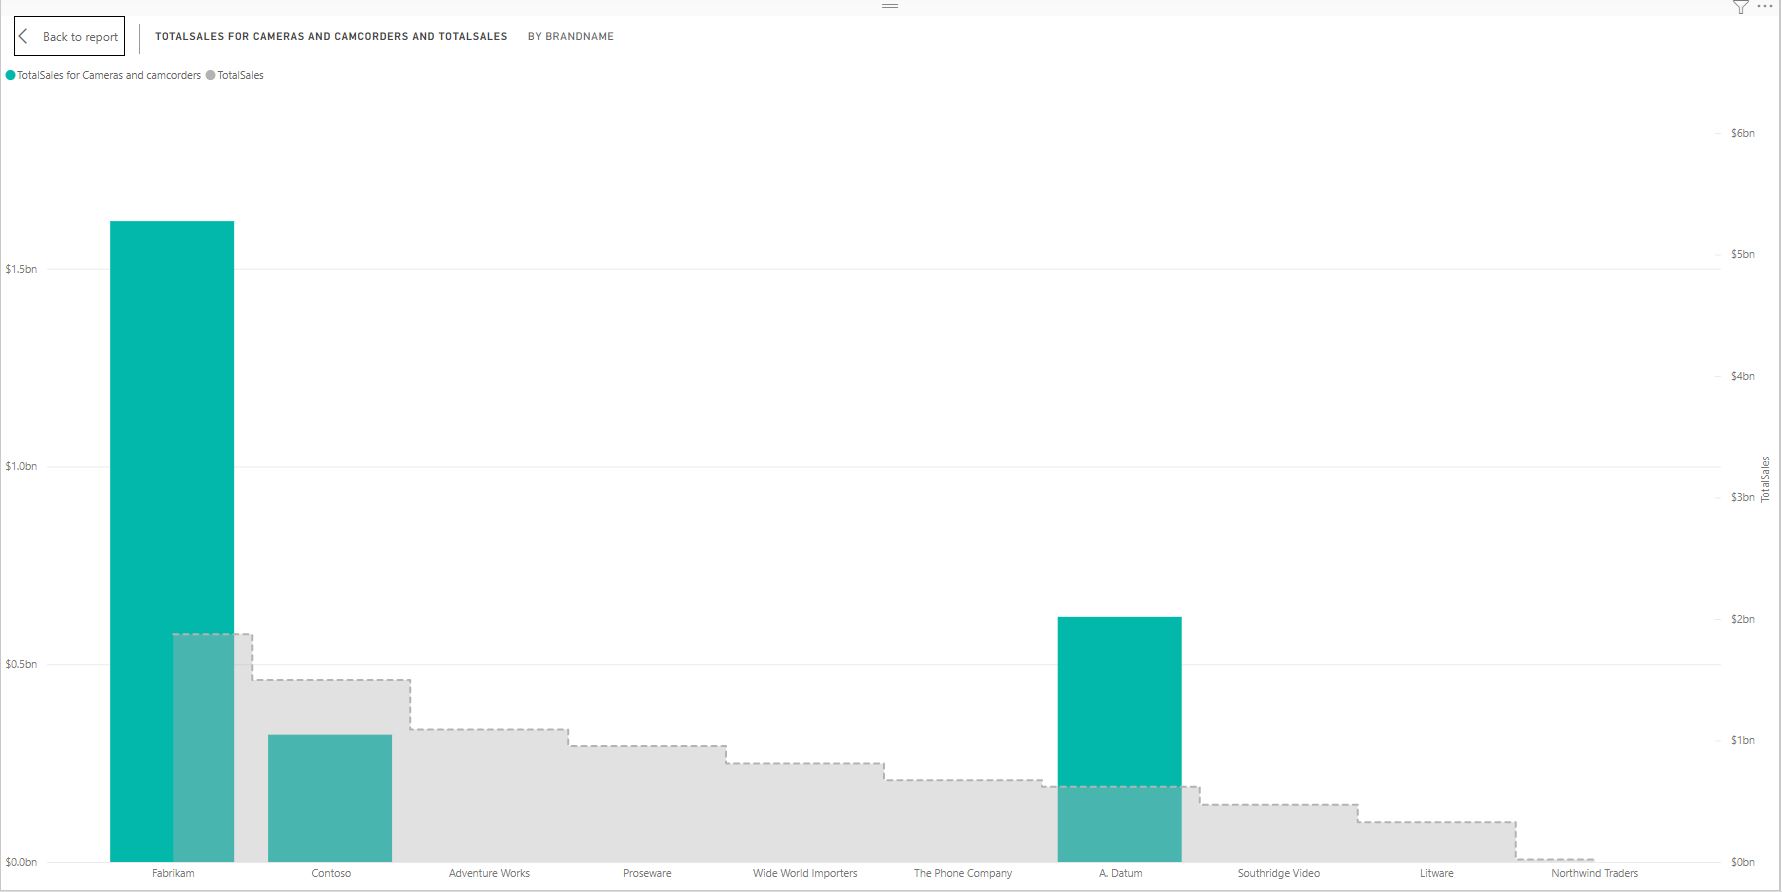 Back to report
TOTALSALES FOR CAMERAS AND CAMCORDERS AND TOTALSALES BY BRANDNAME
TotalSales for Cameras and camcorders TotalSales
$6bn
$5bn
$1.5bn
$4bn
$1.0bn
$3bn
TotalSales
$2bn
$0.5bn
$1bn
$0.0bn
$0bn
Fabrikam Contoso Adventure Works Proseware Wide World Importers The Phone Company A. Datum Southridge Video Litware Northwind Traders